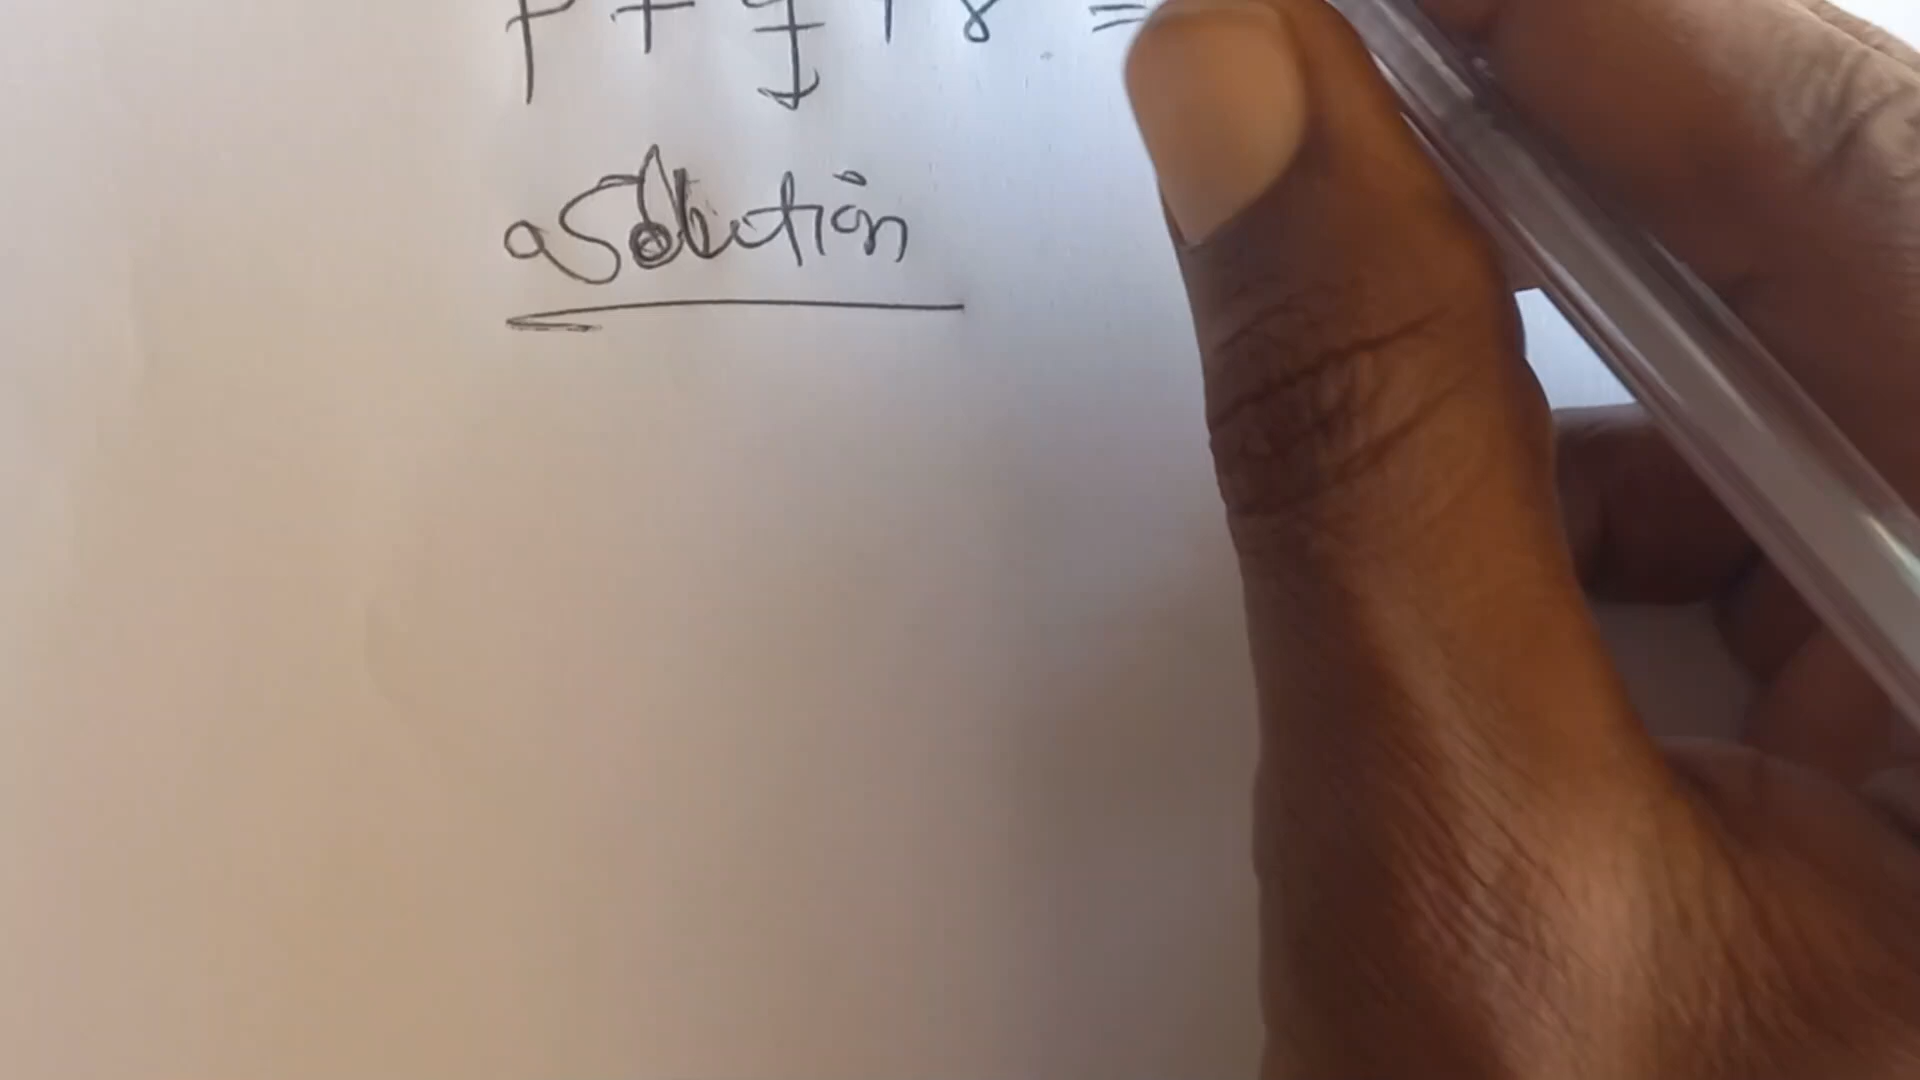 p + q + r =
Solution